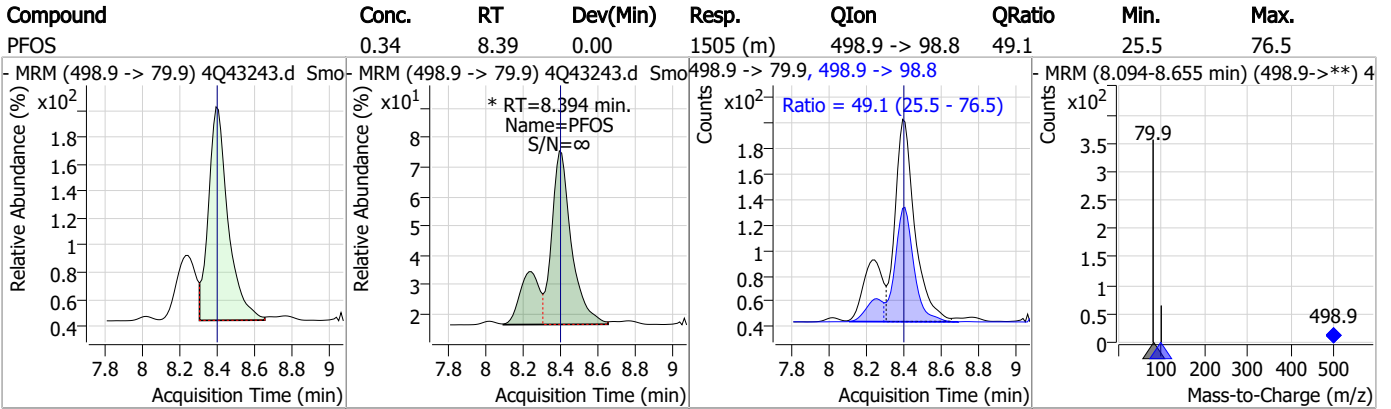 Compound Conc. RT Dev(Min) Resp. QIon QRatio Min. Max.
PFOS 0.34 8.39 0.00 1505 (m) 498.9 -> 98.8 49.1 25.5 76.5
- MRM (498.9 -> 79.9) 4Q43243.d Smo
x10²
Relative Abundance (%)
1.8
1.6
1.4
1.2
1
0.8
0.6
0.4
7.8 8 8.2 8.4 8.6 8.8 9
Acquisition Time (min)
- MRM (498.9 -> 79.9) 4Q43243.d Smo
x10¹
Relative Abundance (%)
* RT=8.394 min.
Name=PFOS
S/N=∞
8
7
6
5
4
3
2
7.8 8 8.2 8.4 8.6 8.8 9
Acquisition Time (min)
498.9 -> 79.9, 498.9 -> 98.8
x10²
Counts
Ratio = 49.1 (25.5 - 76.5)
1.8
1.6
1.4
1.2
1
0.8
0.6
0.4
7.8 8 8.2 8.4 8.6 8.8 9
Acquisition Time (min)
- MRM (8.094-8.655 min) (498.9->**) 4
x10²
Counts
79.9
3.5
3
2.5
2
1.5
1
0.5
0
498.9
100 200 300 400 500
Mass-to-Charge (m/z)